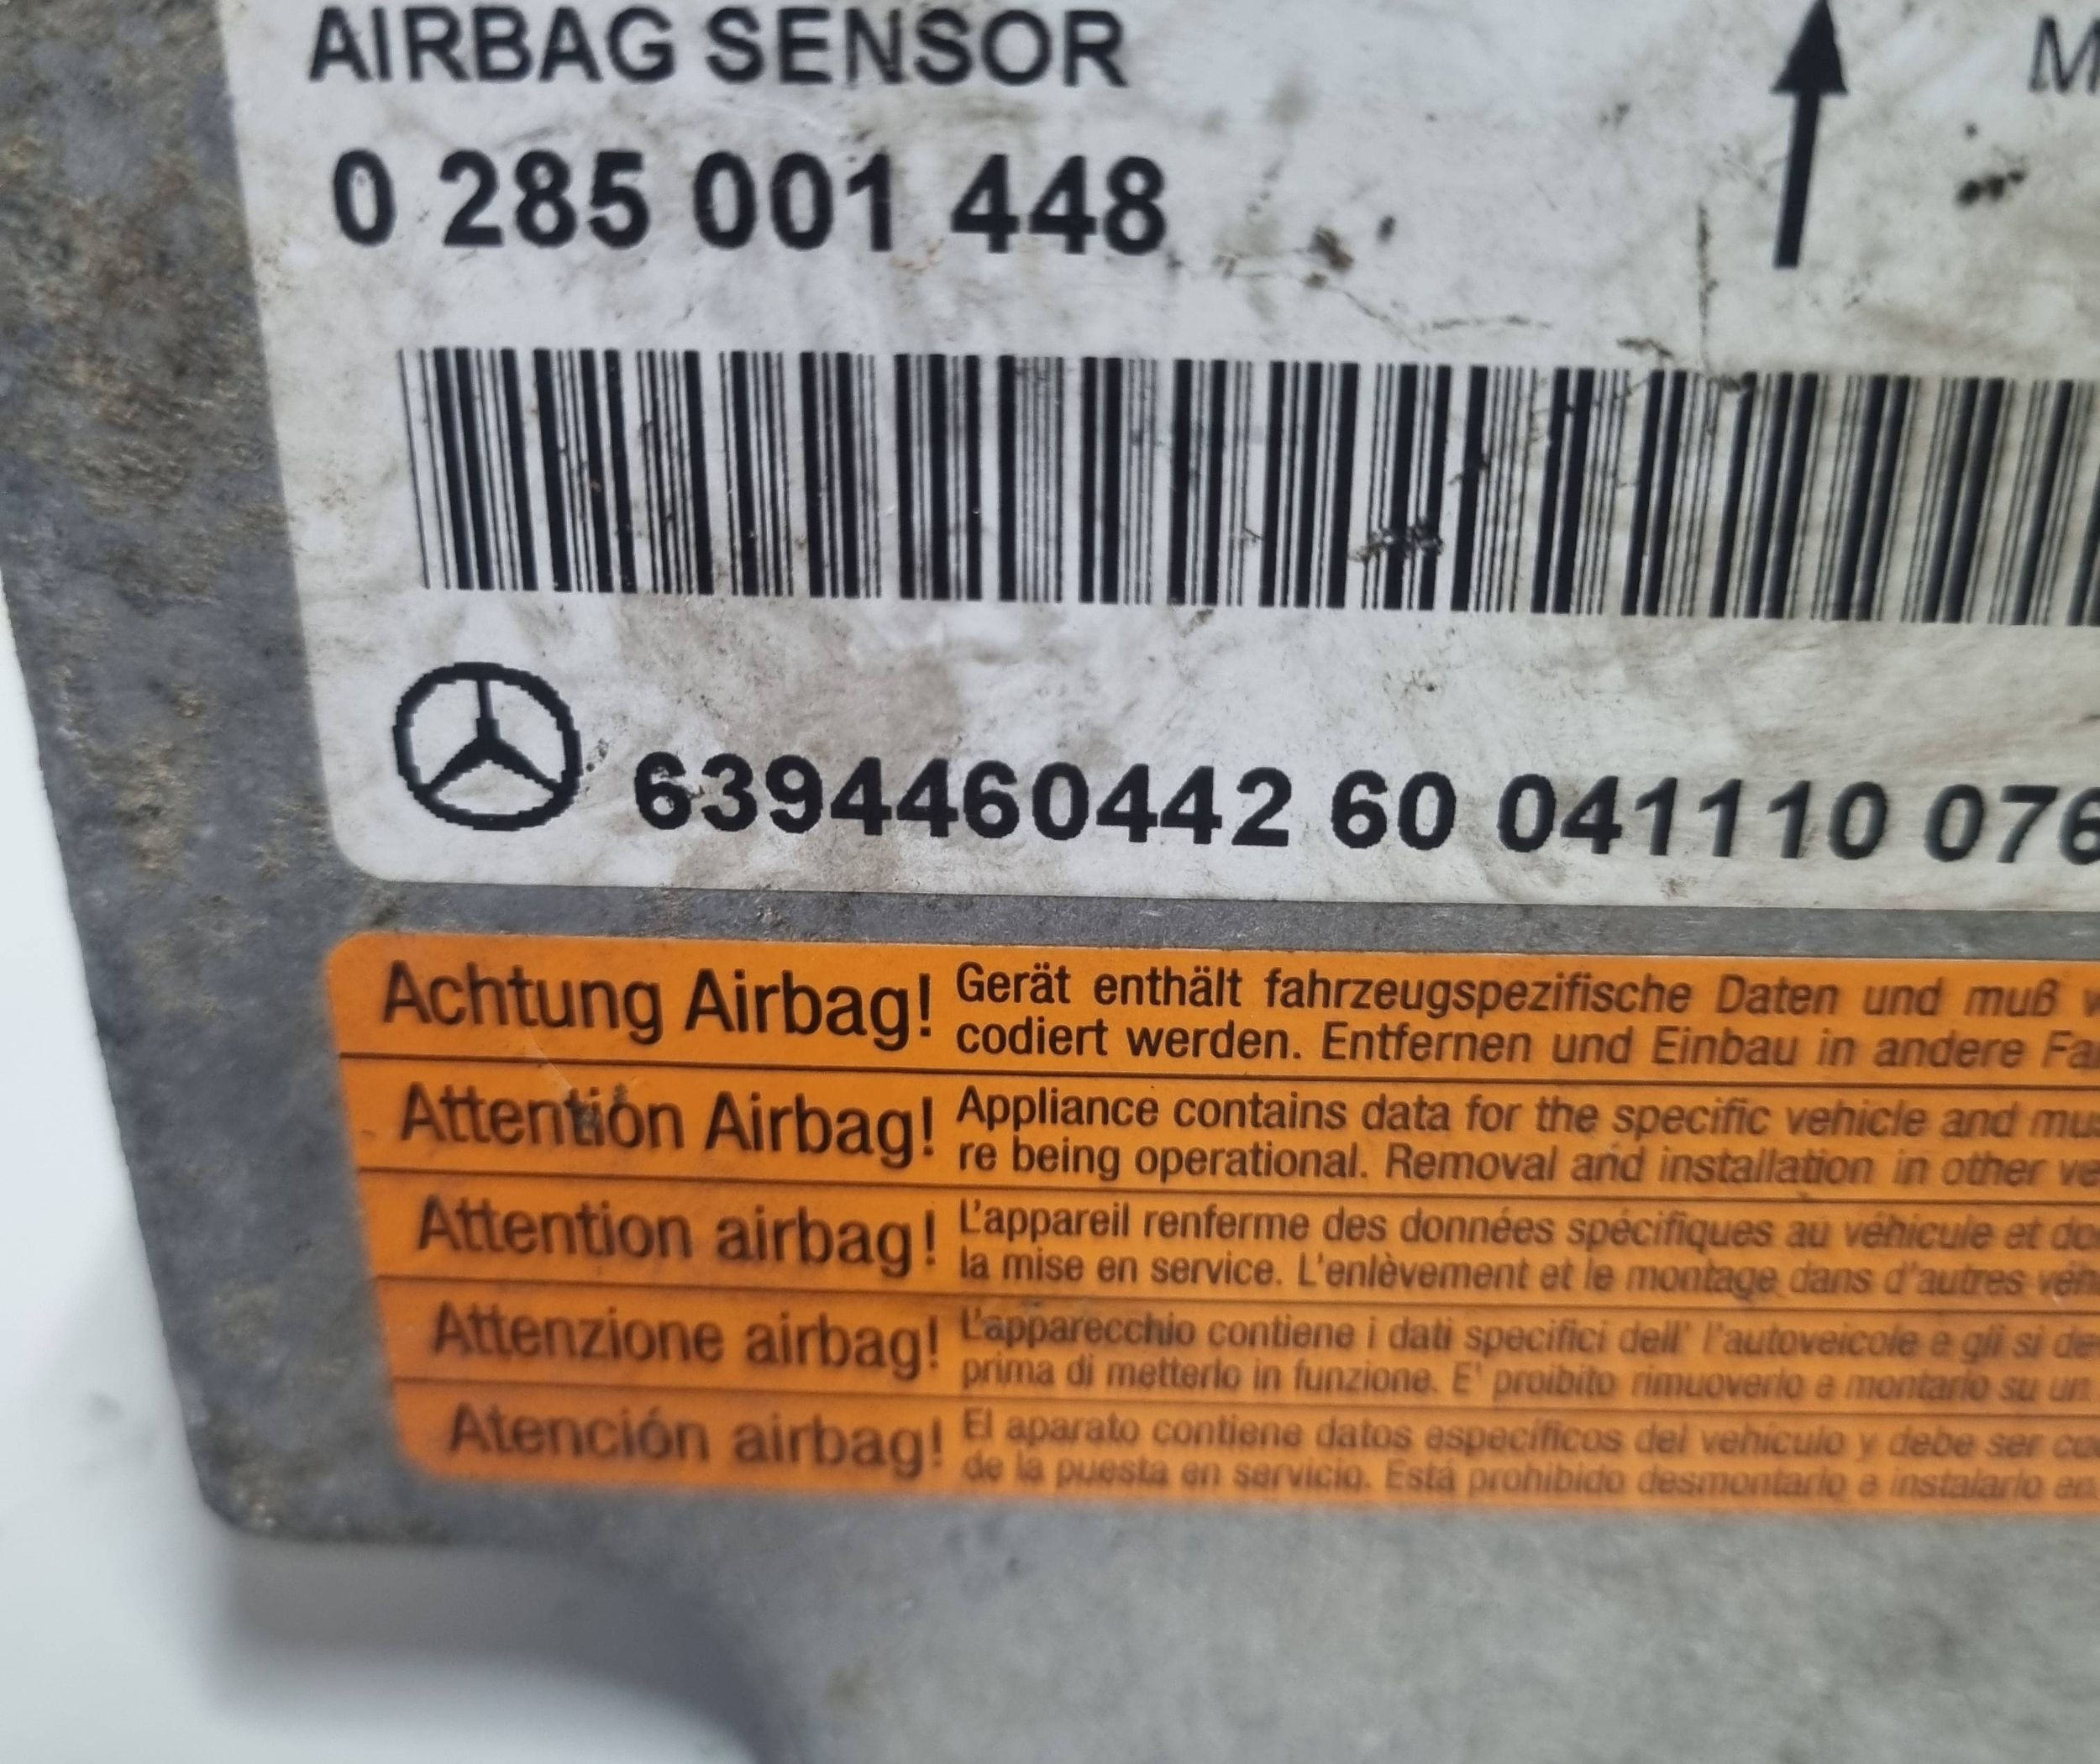 AIRBAG SENSOR
0 285 001 448
6394460442 60 041110 076
Achtung Airbag! Gerät enthält fahrzeugspezifische Daten und muß
codiert werden. Entfernen und Einbau in andere
Attention Airbag! Appliance contains data for the specific vehicle and
re being operational. Removal and installation in other
Attention airbag! L'appareil renferme des données spécifiques au véhicule et
la mise en service. L'enlèvement et le montage dans d'autres
Attenzione airbag! L'apparecchio contiene i dati specifici dell' l'autoveicole e gli si
prima di metterlo in funzione. E' proibito rimuoverlo e montarlo su un
Atención airbag! El aparato contiene datos específicos del vehículo y debe ser
de la puesta en servicio. Está prohibido desmontarlo e instalarlo en